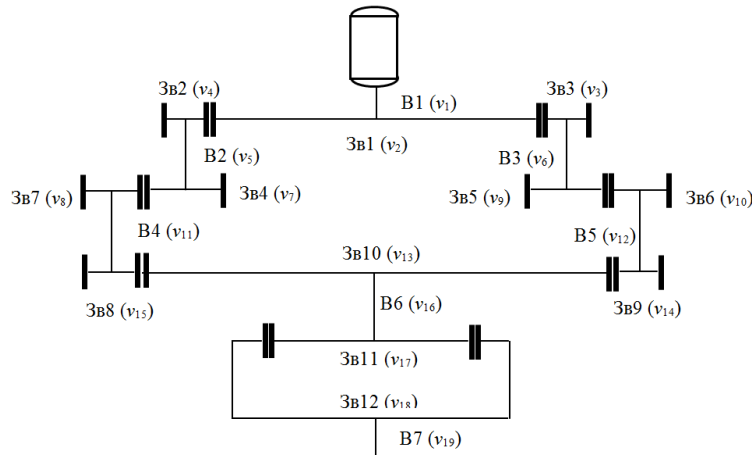 Зв2 (v4)
Зв3 (v3)
В1 (v1)
Зв1 (v2)
В2 (v5)
В3 (v6)
Зв7 (v8)
Зв4 (v7)
Зв5 (v9)
Зв6 (v10)
В4 (v11)
В5 (v12)
Зв10 (v13)
Зв8 (v15)
В6 (v16)
Зв9 (v14)
Зв11 (v17)
Зв12 (v18)
В7 (v19)